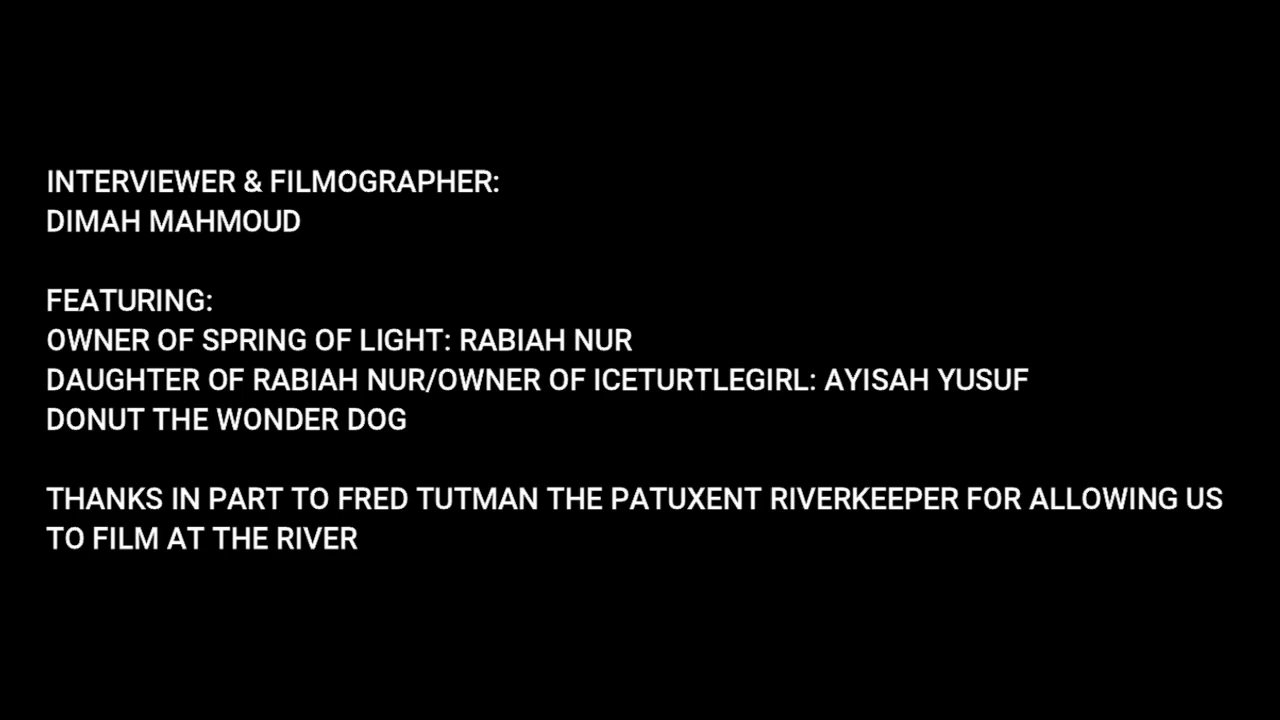 INTERVIEWER & FILMOGRAPHER:
DIMAH MAHMOUD
FEATURING:
OWNER OF SPRING OF LIGHT: RABIAH NUR
DAUGHTER OF RABIAH NUR/OWNER OF ICETURTLEGIRL: AYISAH YUSUF
DONUT THE WONDER DOG
THANKS IN PART TO FRED TUTMAN THE PATUXENT RIVERKEEPER FOR ALLOWING US
TO FILM AT THE RIVER